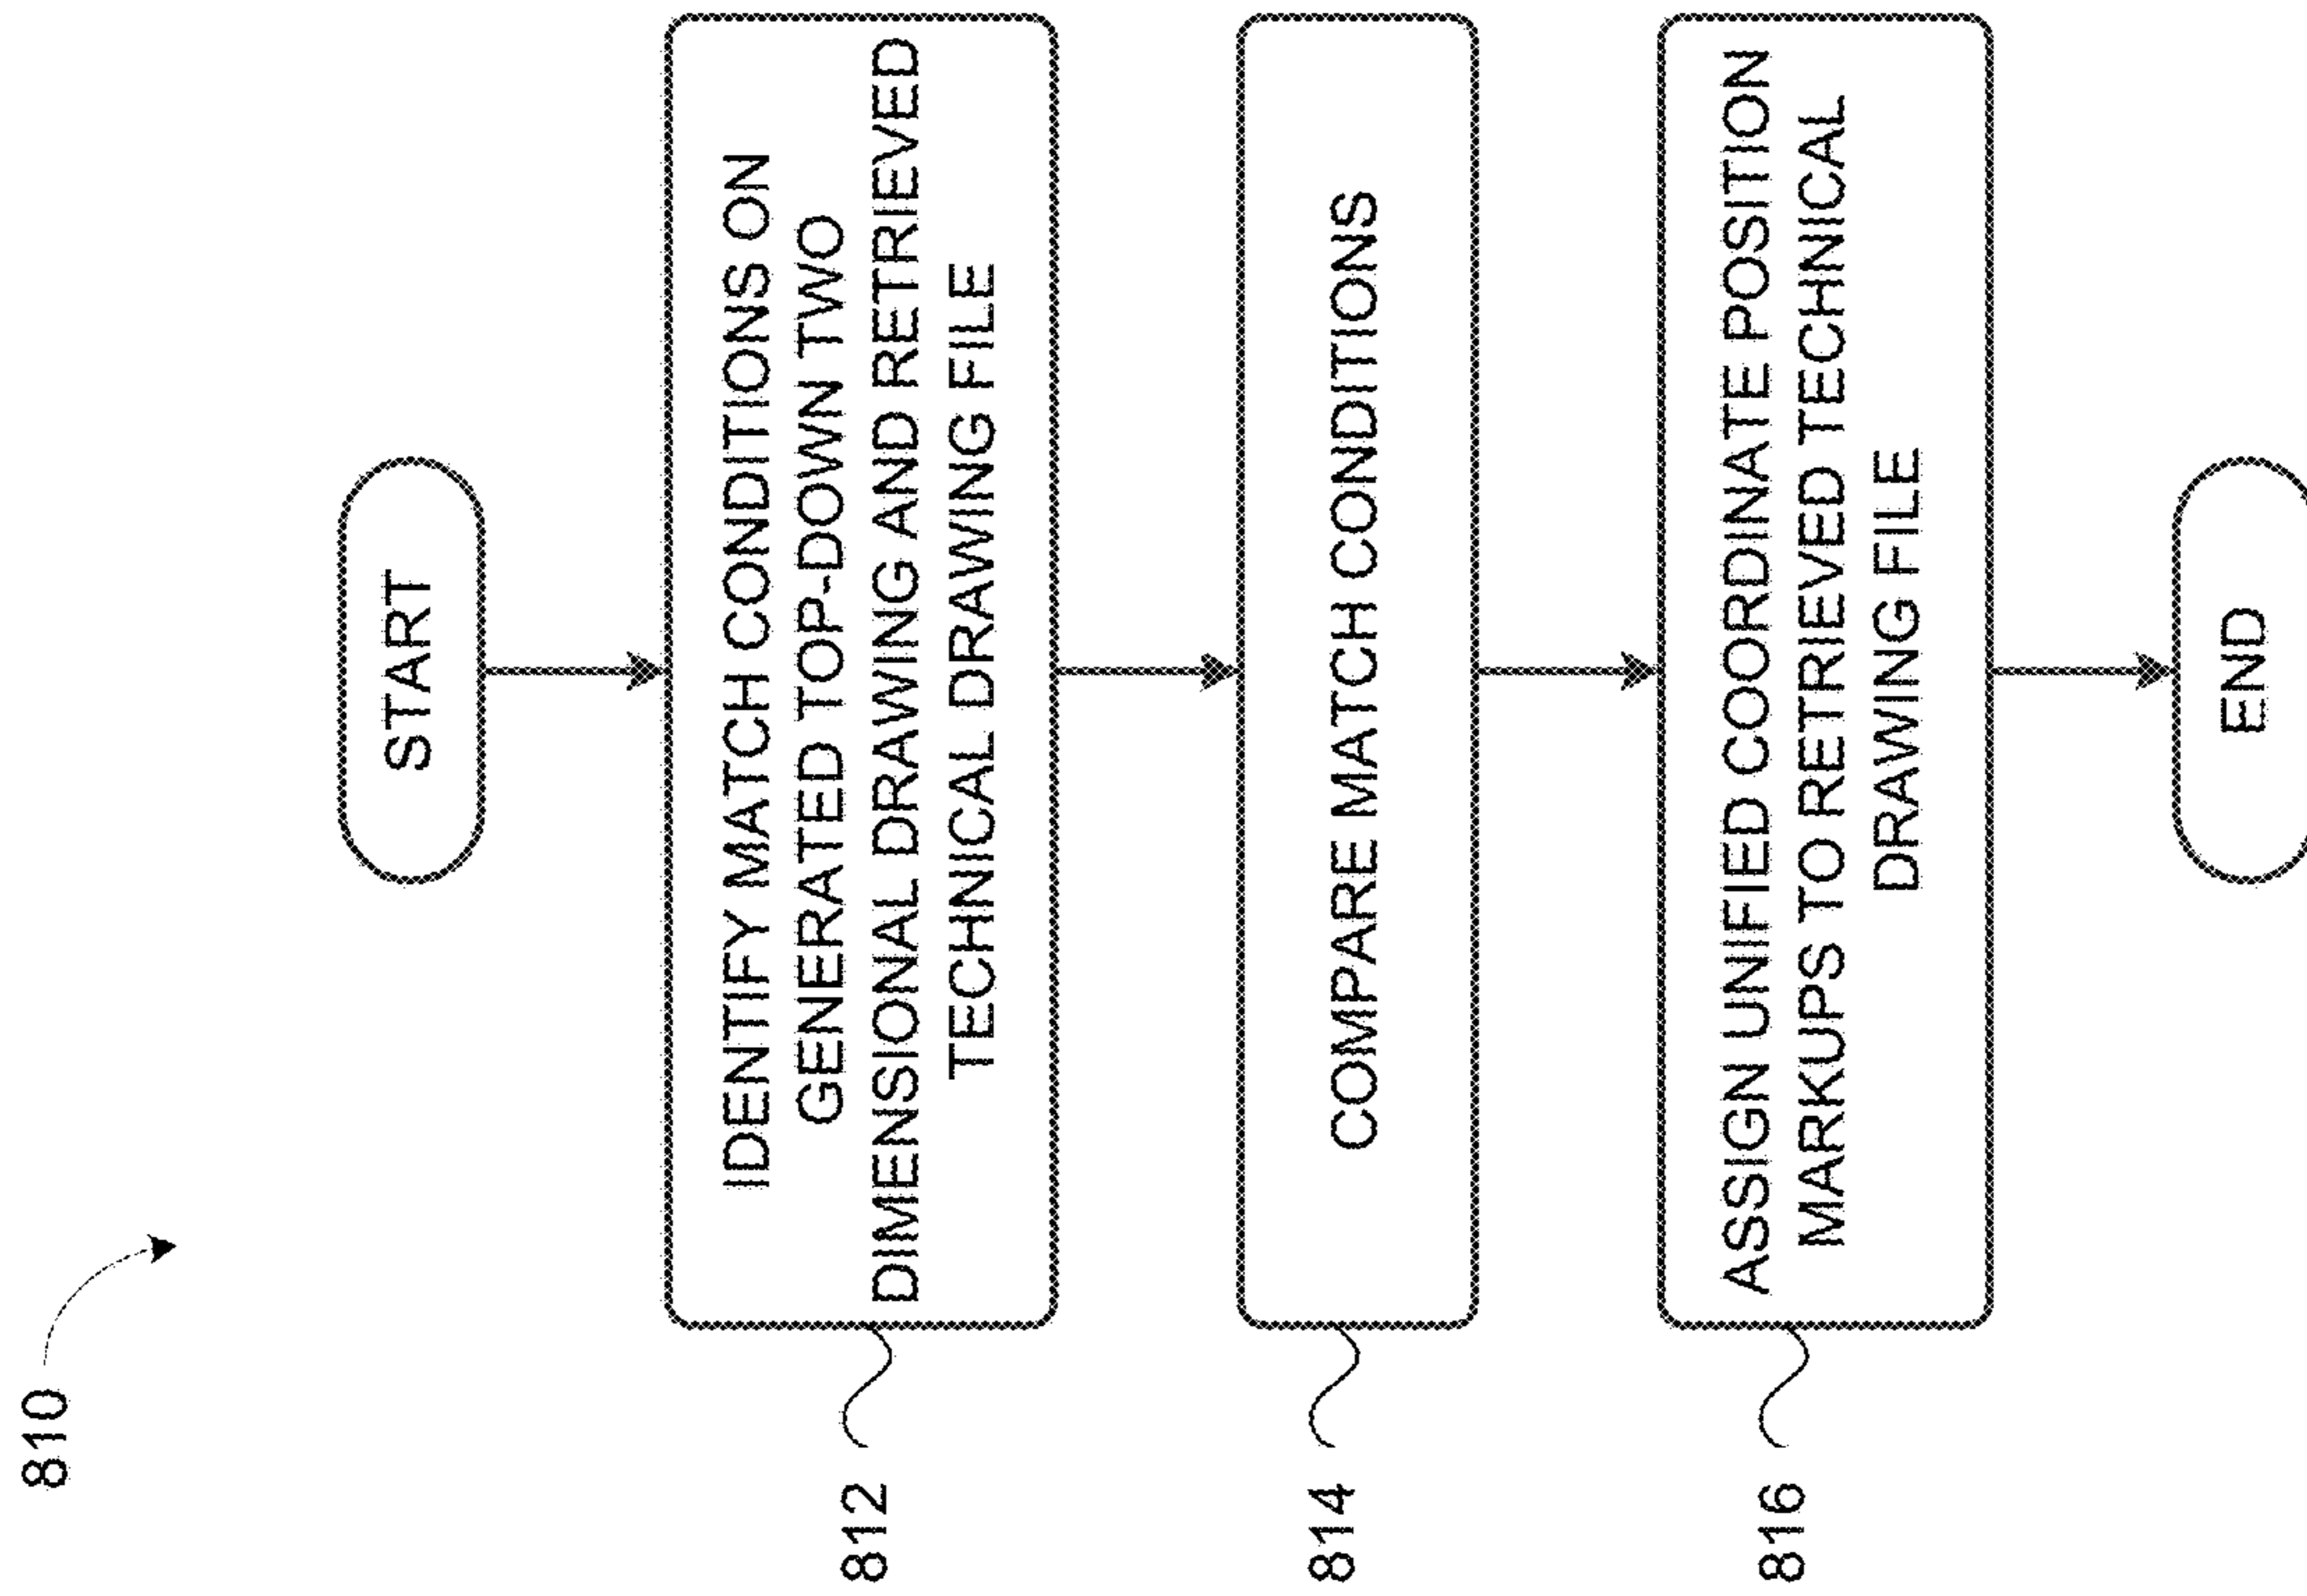 810
START
812
IDENTIFY MATCH CONDITIONS ON
GENERATED TOP-DOWN TWO
DIMENSIONAL DRAWING AND RETRIEVED
TECHNICAL DRAWING FILE
814
COMPARE MATCH CONDITIONS
816
ASSIGN UNIFIED COORDINATE POSITION
MARKUPS TO RETRIEVED TECHNICAL
DRAWING FILE
END